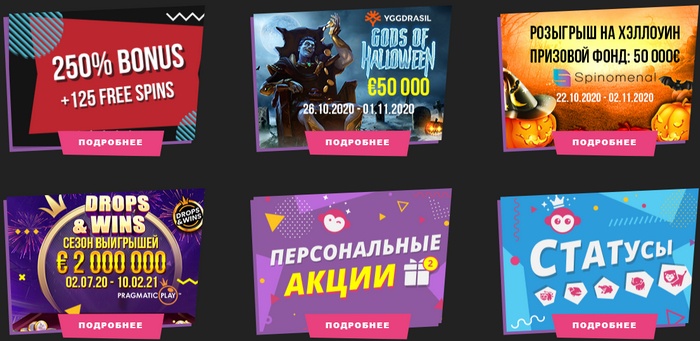 250% BONUS
+125 FREE SPINS
ПОДРОБНЕЕ
YGGDRASIL
GODS OF
HALLOWEEN
€50 000
26.10.2020 - 01.11.2020
ПОДРОБНЕЕ
РОЗЫГРЫШ НА ХЭЛЛОУИН
ПРИЗОВОЙ ФОНД: 50 000€
Spinomenal
22.10.2020 - 02.11.2020
ПОДРОБНЕЕ
DROPS
& WINS
DROPS
& WINS
СЕЗОН ВЫИГРЫШЕЙ
€ 2 000 000
02.07.20 - 10.02.21
PRAGMATIC PLAY
ПОДРОБНЕЕ
ПЕРСОНАЛЬНЫЕ
АКЦИИ
2
ПОДРОБНЕЕ
СТАТУСЫ
ПОДРОБНЕЕ